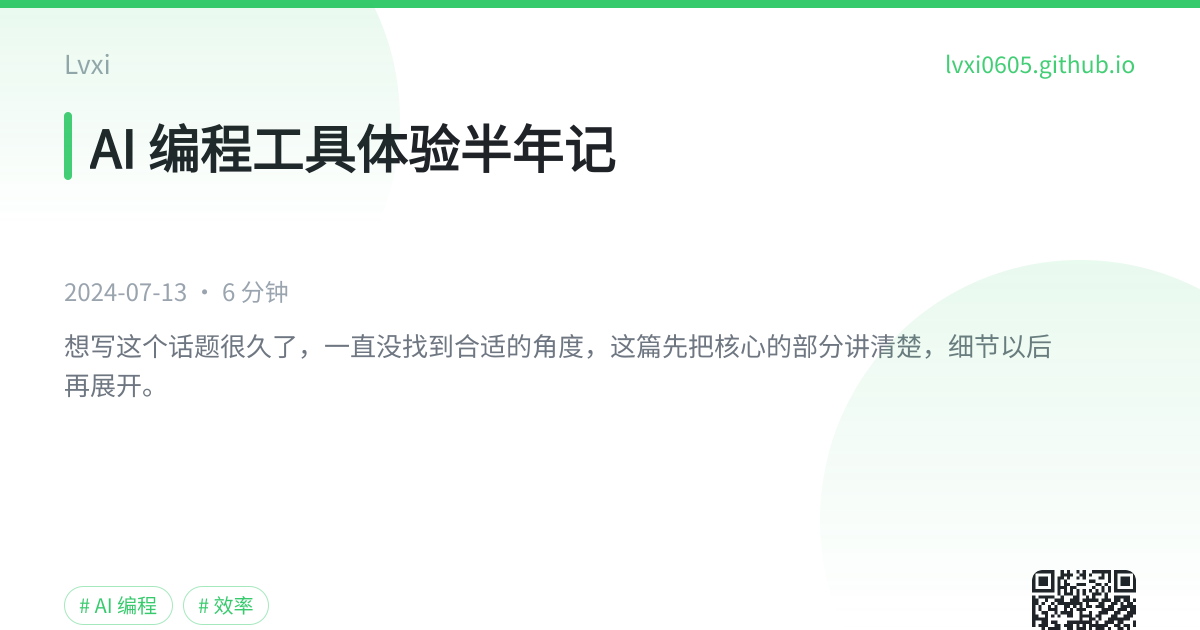 Lvxi
lvxi0605.github.io
AI 编程工具体验半年记
2024-07-13 · 6 分钟
想写这个话题很久了，一直没找到合适的角度，这篇先把核心的部分讲清楚，细节以后
再展开。
# AI 编程
# 效率